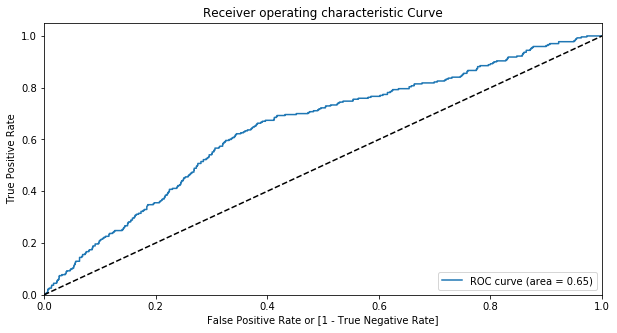 Receiver operating characteristic Curve
True Positive Rate
1.0
0.8
0.6
0.4
0.2
0.0
0.0 0.2 0.4 0.6 0.8 1.0
ROC curve (area = 0.65)
False Positive Rate or [1 - True Negative Rate]